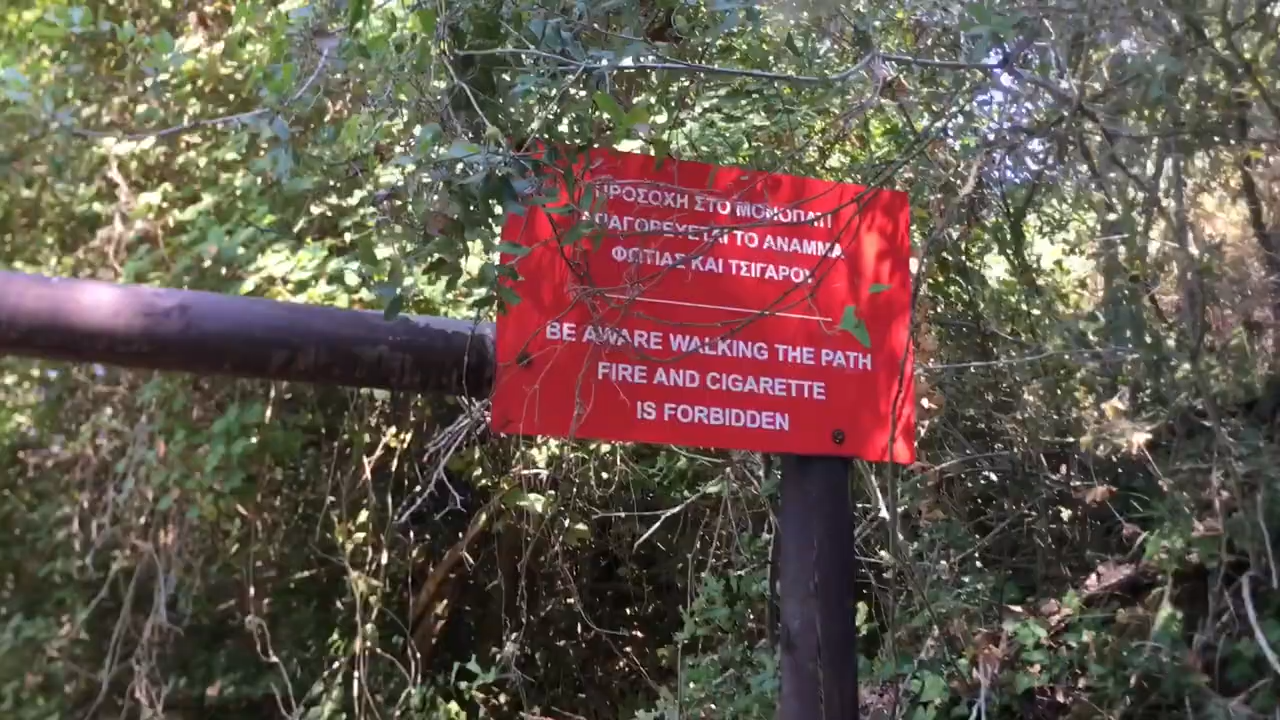 ΠΡΟΣΟΧΗ ΣΤΟ ΜΟΝΟΠΑΤΙ
ΑΠΑΓΟΡΕΥΕΤΑΙ ΤΟ ΑΝΑΜΜΑ
ΦΩΤΙΑΣ ΚΑΙ ΤΣΙΓΑΡΟΥ
BE AWARE WALKING THE PATH
FIRE AND CIGARETTE
IS FORBIDDEN